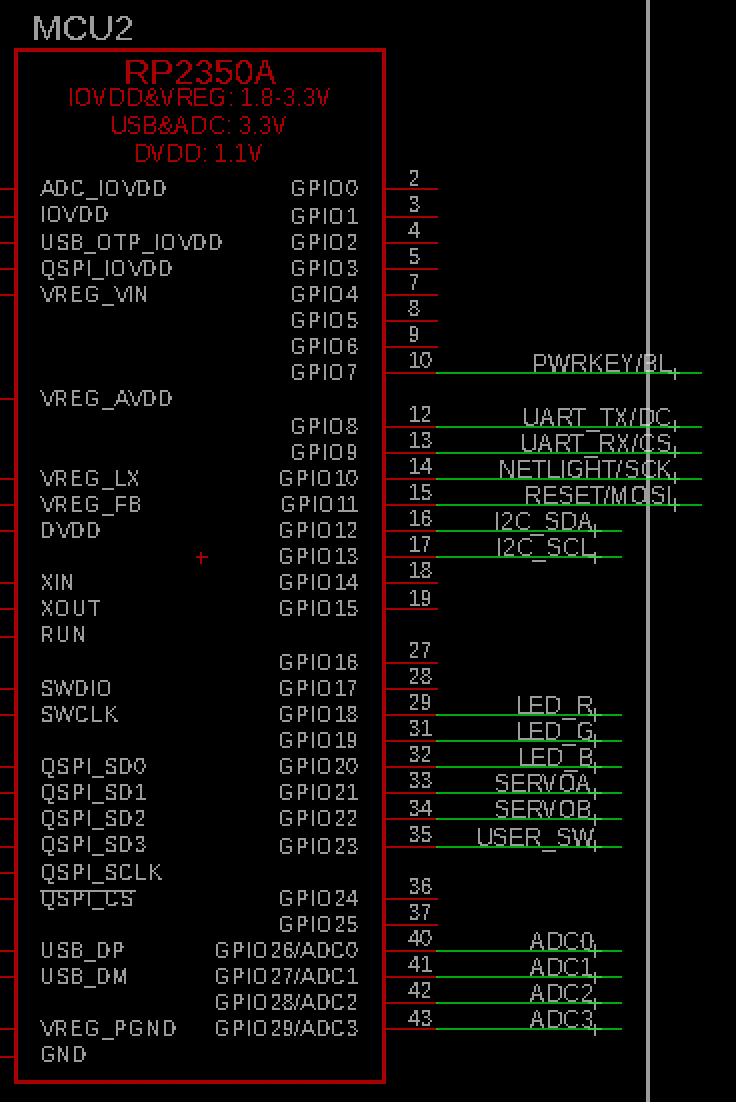 MCU2
RP2350A
IOVDD&VREG: 1.8-3.3V
USB&ADC: 3.3V
DVDD: 1.1V
ADC_IOVDD GPIO0 2
IOVDD GPIO1 3
USB_OTP_IOVDD GPIO2 4
QSPI_IOVDD GPIO3 5
VREG_VIN GPIO4 7
GPIO5 8
GPIO6 9
GPIO7 10 PWRKEY/BL
VREG_AVDD
GPIO8 12 UART_TX/DC
GPIO9 13 UART_RX/CS
VREG_LX GPIO10 14 NETLIGHT/SCK
VREG_FB GPIO11 15 RESET/MOSI
DVDD GPIO12 16 I2C_SDA
GPIO13 17 I2C_SCL
XIN GPIO14 18
XOUT GPIO15 19
RUN
GPIO16 27
SWDIO GPIO17 28
SWCLK GPIO18 29 LED_R
GPIO19 31 LED_G
QSPI_SD0 GPIO20 32 LED_B
QSPI_SD1 GPIO21 33 SERVOA
QSPI_SD2 GPIO22 34 SERVOB
QSPI_SD3 GPIO23 35 USER_SW
QSPI_SCLK
QSPI_CS GPIO24 36
GPIO25 37
USB_DP GPIO26/ADC0 40 ADC0
USB_DM GPIO27/ADC1 41 ADC1
GPIO28/ADC2 42 ADC2
VREG_PGND GPIO29/ADC3 43 ADC3
GND